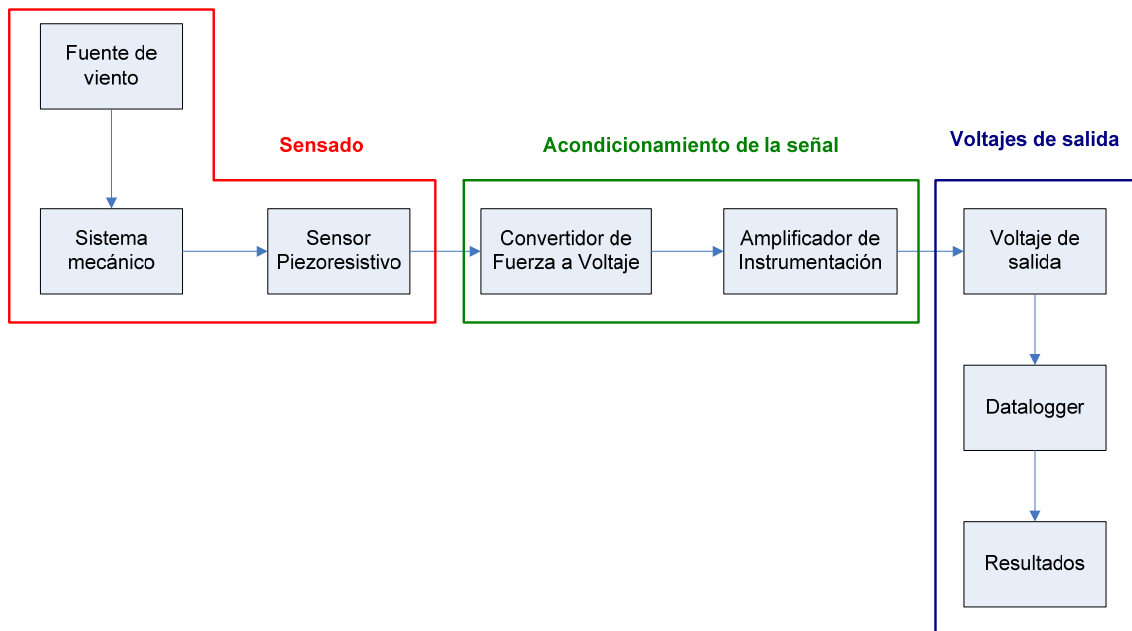 Fuente de
viento
Sensado
Acondicionamiento de la señal
Voltajes de salida
Sistema
mecánico
Sensor
Piezoresistivo
Convertidor de
Fuerza a Voltaje
Amplificador de
Instrumentación
Voltaje de
salida
Datalogger
Resultados